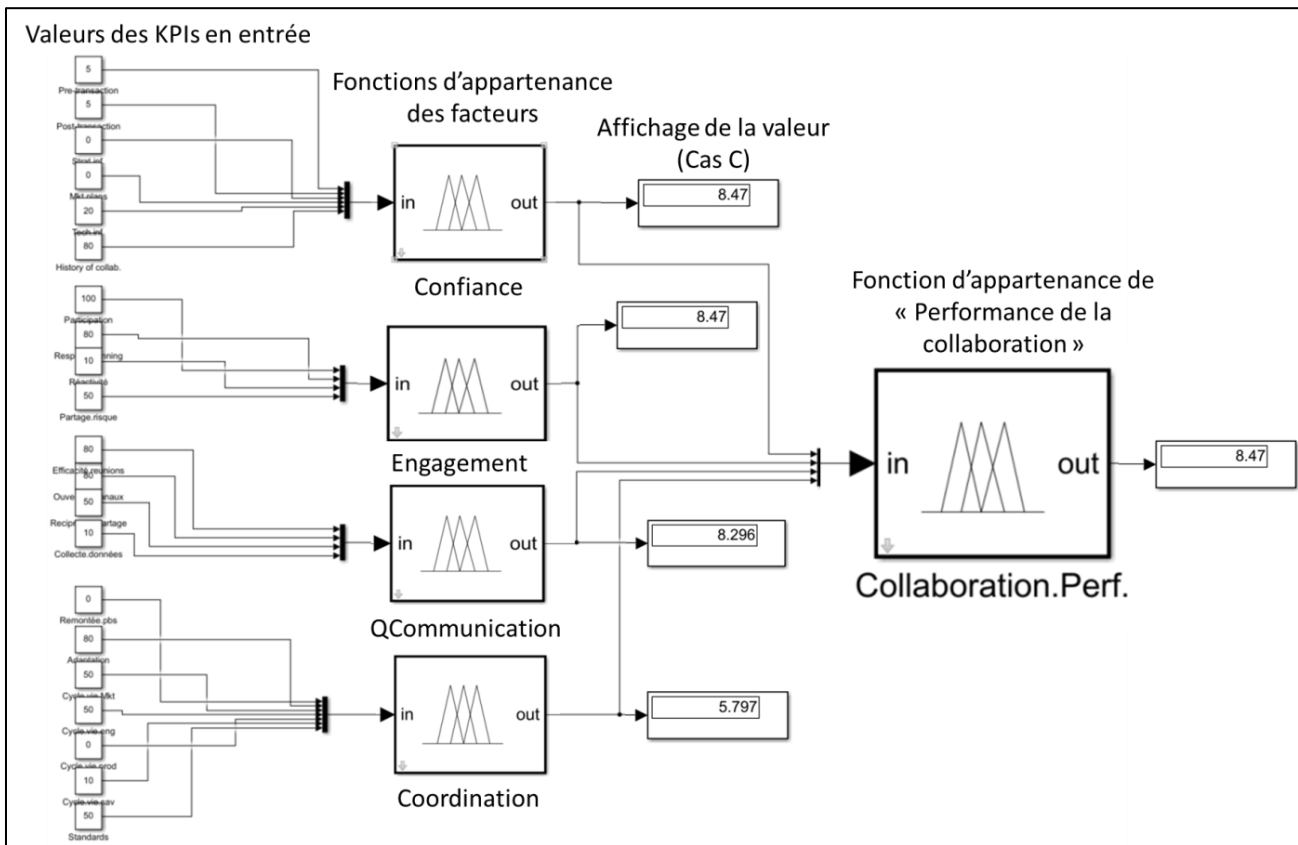 Valeurs des KPIs en entrée
5
Pre-transaction
5
Post-transaction
0
Strat.inf
0
Mkt.plans
20
Tech.inf
80
History of collab.
Fonctions d'appartenance
des facteurs
in
out
Confiance
Affichage de la valeur
(Cas C)
8.47
100
Participation
80
10
Réactivité
50
Partage.risque
in
out
Engagement
8.47
80
Efficacité.reunions
80
50
10
Collecte.données
in
out
QCommunication
8.296
0
Remontée.pbs
80
Adaptation
50
Cycle.vie.Mkt
50
Cycle.vie.eng
0
Cycle.vie.prod
10
Cycle.vie.sav
50
Standards
in
out
Coordination
5.797
Fonction d'appartenance de
« Performance de la
collaboration »
in
out
Collaboration.Perf.
8.47